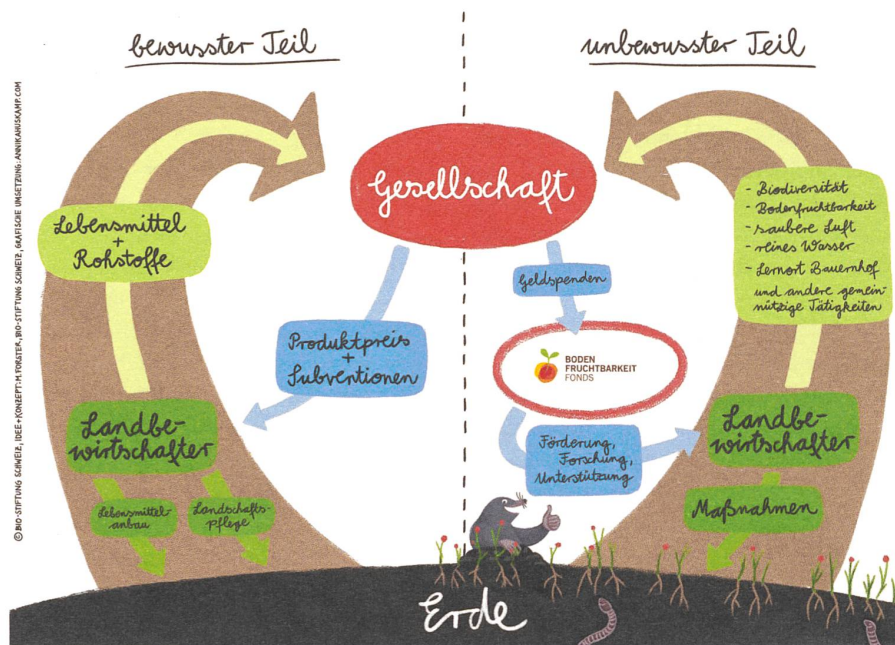 bewusster Teil
unbewusster Teil
© BIO-STIFTUNG SCHWEIZ, IDEE + KONZEPT: M. FORSTER, BIO-STIFTUNG SCHWEIZ, GRAFISCHE UMSETZUNG: ANNIKAHUSKAMP.COM
Gesellschaft
Lebensmittel
+
Rohstoffe
Produktpreis
+
Subventionen
Landbe-
wirtschafter
Lebensmittel-
anbau
Landschafts-
pflege
Geldspenden
BODEN
FRUCHTBARKEIT
FONDS
Förderung,
Forschung,
Unterstützung
- Biodiversität
- Bodenfruchtbarkeit
- saubere Luft
- reines Wasser
- Lernort Bauernhof
und andere gemein-
nützige Tätigkeiten
Landbe-
wirtschafter
Maßnahmen
Erde